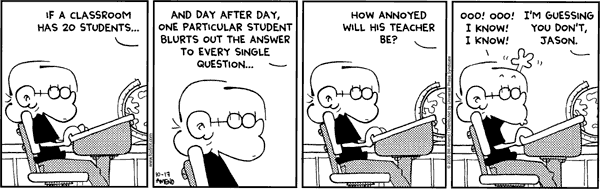 IF A CLASSROOM
HAS 20 STUDENTS...
AND DAY AFTER DAY,
ONE PARTICULAR STUDENT
BLURTS OUT THE ANSWER
TO EVERY SINGLE
QUESTION...
10-17
AMEND
HOW ANNOYED
WILL HIS TEACHER
BE?
OOO! OOO!
I KNOW!
I KNOW!
I'M GUESSING
YOU DON'T,
JASON.